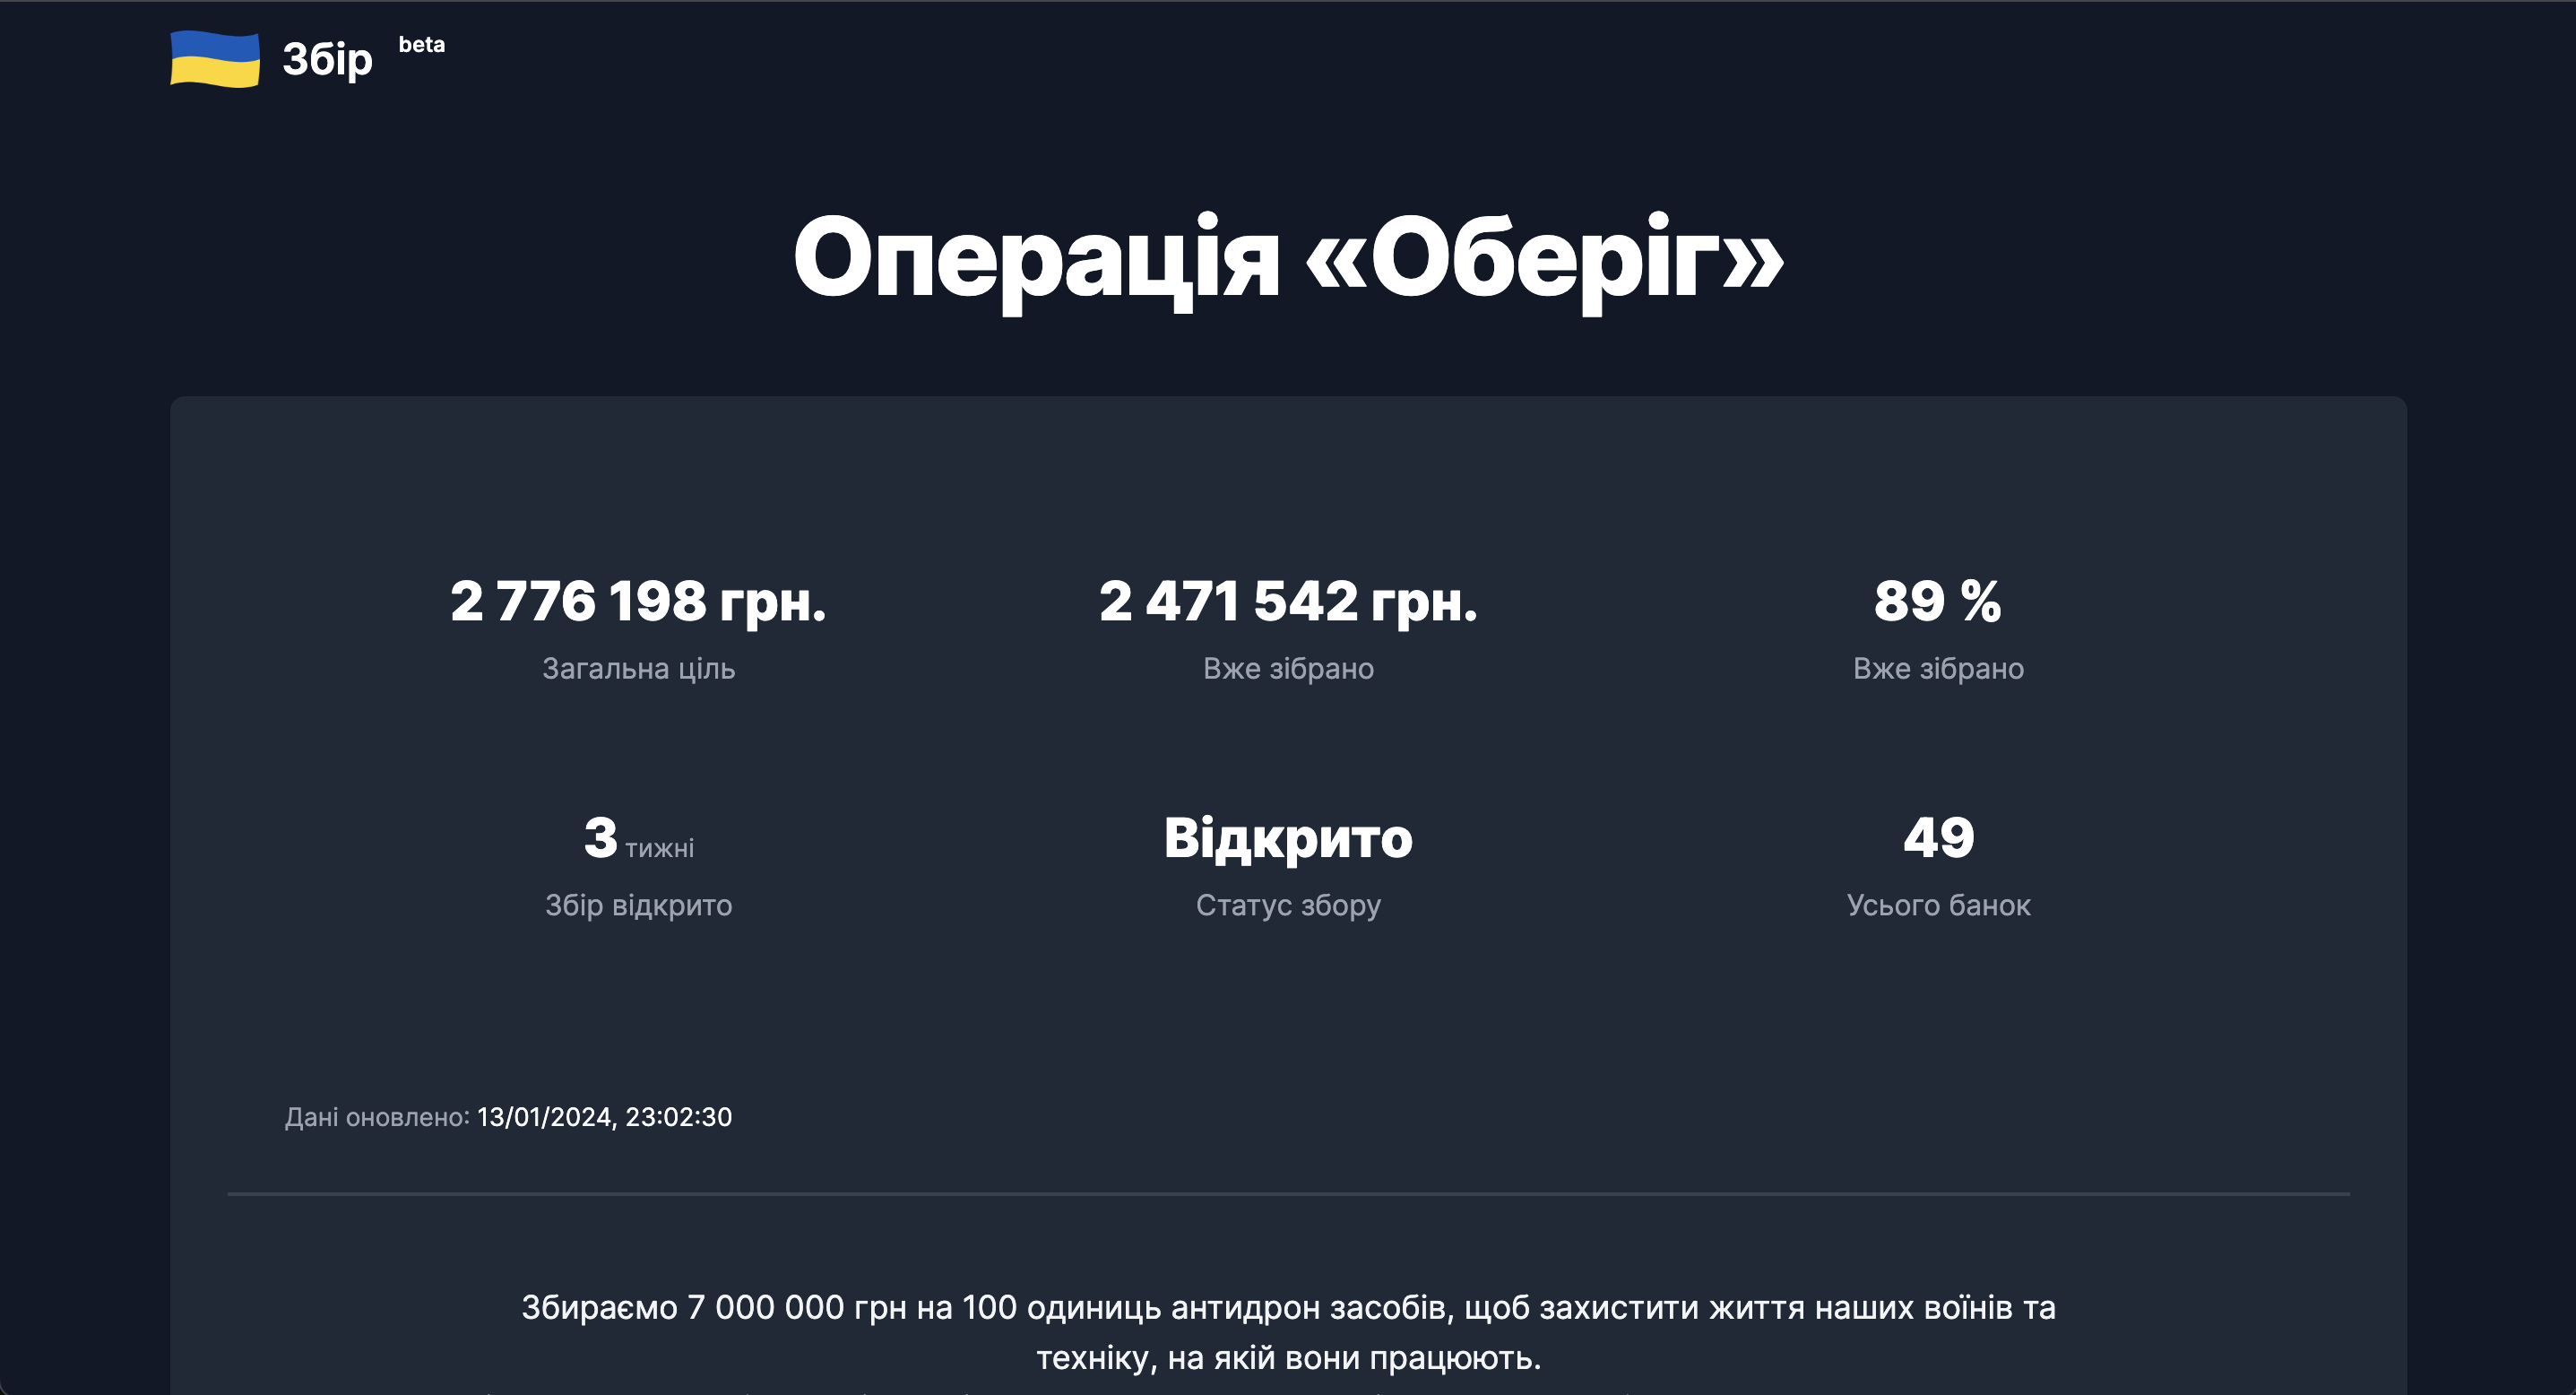 Збір beta
Операція «Оберіг»
2 776 198 грн.
Загальна ціль
2 471 542 грн.
Вже зібрано
89 %
Вже зібрано
3 тижні
Збір відкрито
Відкрито
Статус збору
49
Усього банок
Дані оновлено: 13/01/2024, 23:02:30
Збираємо 7 000 000 грн на 100 одиниць антидрон засобів, щоб захистити життя наших воїнів та
техніку, на якій вони працюють.